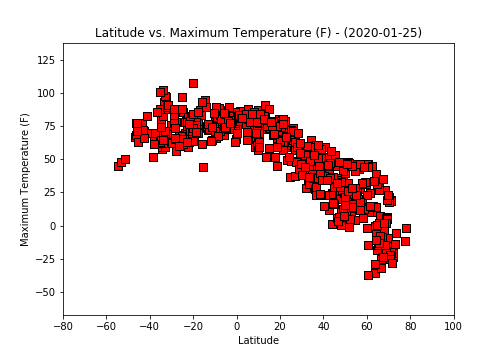 Latitude vs. Maximum Temperature (F) - (2020-01-25)
125
100
75
50
25
0
−25
−50
Maximum Temperature (F)
−80 −60 −40 −20 0 20 40 60 80 100
Latitude